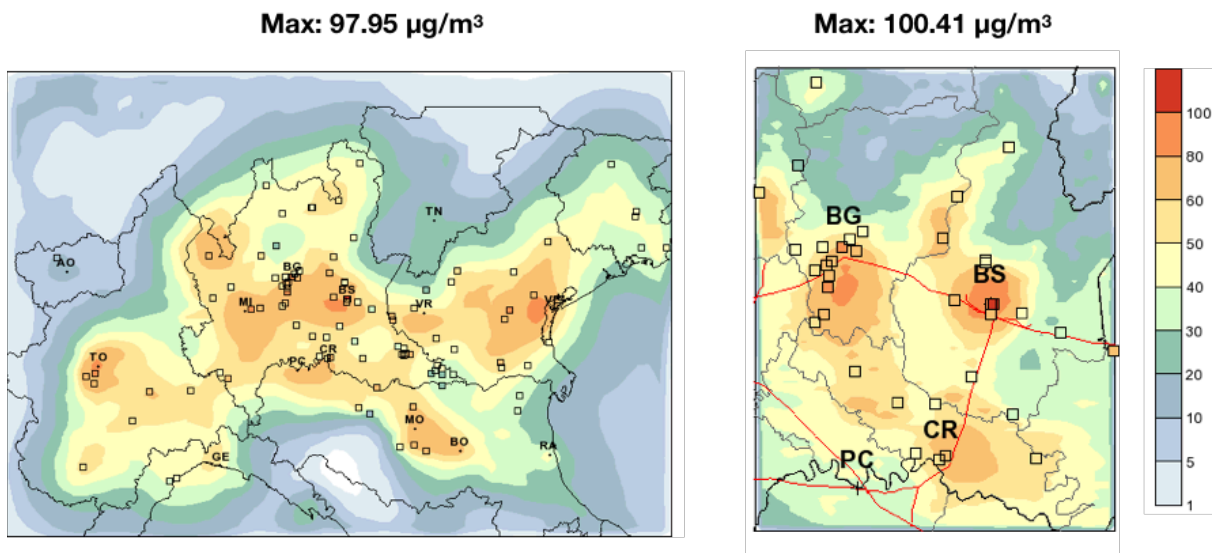 Max: 97.95 µg/m³
Max: 100.41 µg/m³
TN
AO
BG
BS
MI
VR
TO
CR
PC
MO
BO
RA
GE
BG
BS
CR
PC
100
80
60
50
40
30
20
10
5
1